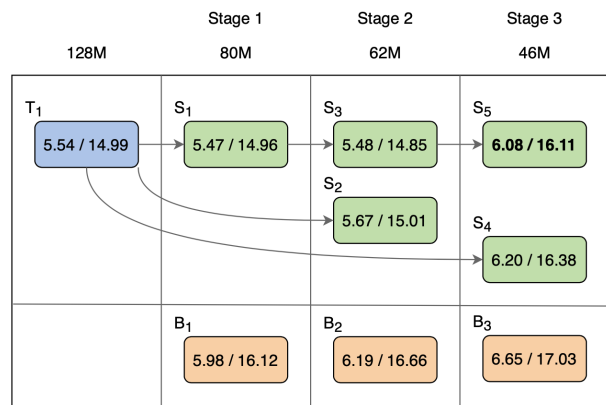 Stage 1 Stage 2 Stage 3
128M 80M 62M 46M
T1 S1 S3 S5
5.54 / 14.99 5.47 / 14.96 5.48 / 14.85 6.08 / 16.11
S2
5.67 / 15.01
S4
6.20 / 16.38
B1 B2 B3
5.98 / 16.12 6.19 / 16.66 6.65 / 17.03